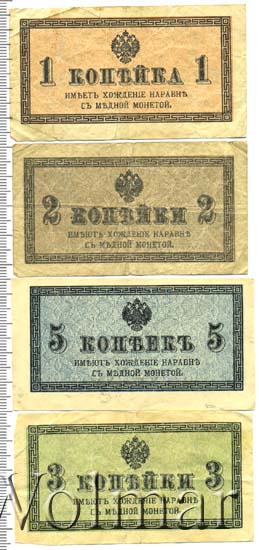 1 КОПѢЙКА 1
ИМѢЕТЪ ХОЖДЕНІЕ НАРАВНѢ
СЪ МѢДНОЙ МОНЕТОЙ.
2 КОПѢЙКИ 2
ИМѢЮТЪ ХОЖДЕНІЕ НАРАВНѢ
СЪ МѢДНОЙ МОНЕТОЙ.
5 КОПѢЕКЪ 5
ИМѢЮТЪ ХОЖДЕНІЕ НАРАВНѢ
СЪ МѢДНОЙ МОНЕТОЙ.
3 КОПѢЙКИ 3
ИМѢЮТЪ ХОЖДЕНІЕ НАРАВНѢ
СЪ МѢДНОЙ МОНЕТОЙ.
Wolmar